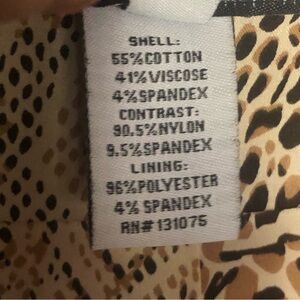 SHELL:
55%COTTON
41%VISCOSE
4%SPANDEX
CONTRAST:
90.5%NYLON
9.5%SPANDEX
LINING:
96%POLYESTER
4% SPANDEX
RN# 131075